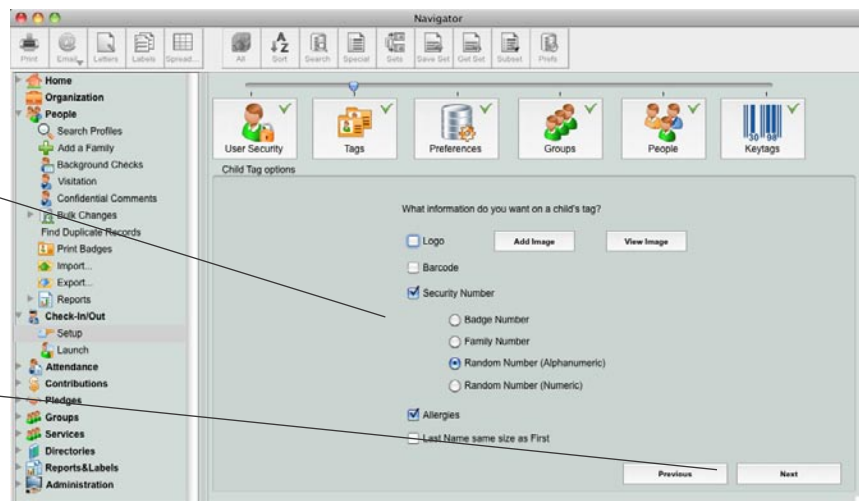 Navigator
Print Email Letters Labels Spread... All Sort Search Special Sets Save Set Get Set Subset Prefs
Home
Organization
People
Search Profiles
Add a Family
Background Checks
Visitation
Confidential Comments
Bulk Changes
Find Duplicate Records
Print Badges
Import...
Export...
Reports
Check-In/Out
Setup
Launch
Attendance
Contributions
Pledges
Groups
Services
Directories
Reports&Labels
Administration
User Security Tags Preferences Groups People Keytags
Child Tag options
What information do you want on a child's tag?
Logo Add Image View Image
Barcode
Security Number
Badge Number
Family Number
Random Number (Alphanumeric)
Random Number (Numeric)
Allergies
Last Name same size as First
Previous Next